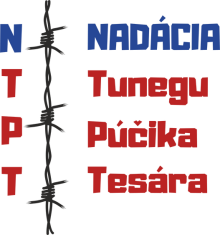 N NADÁCIA
T Tunegu
P Púčika
T Tesára